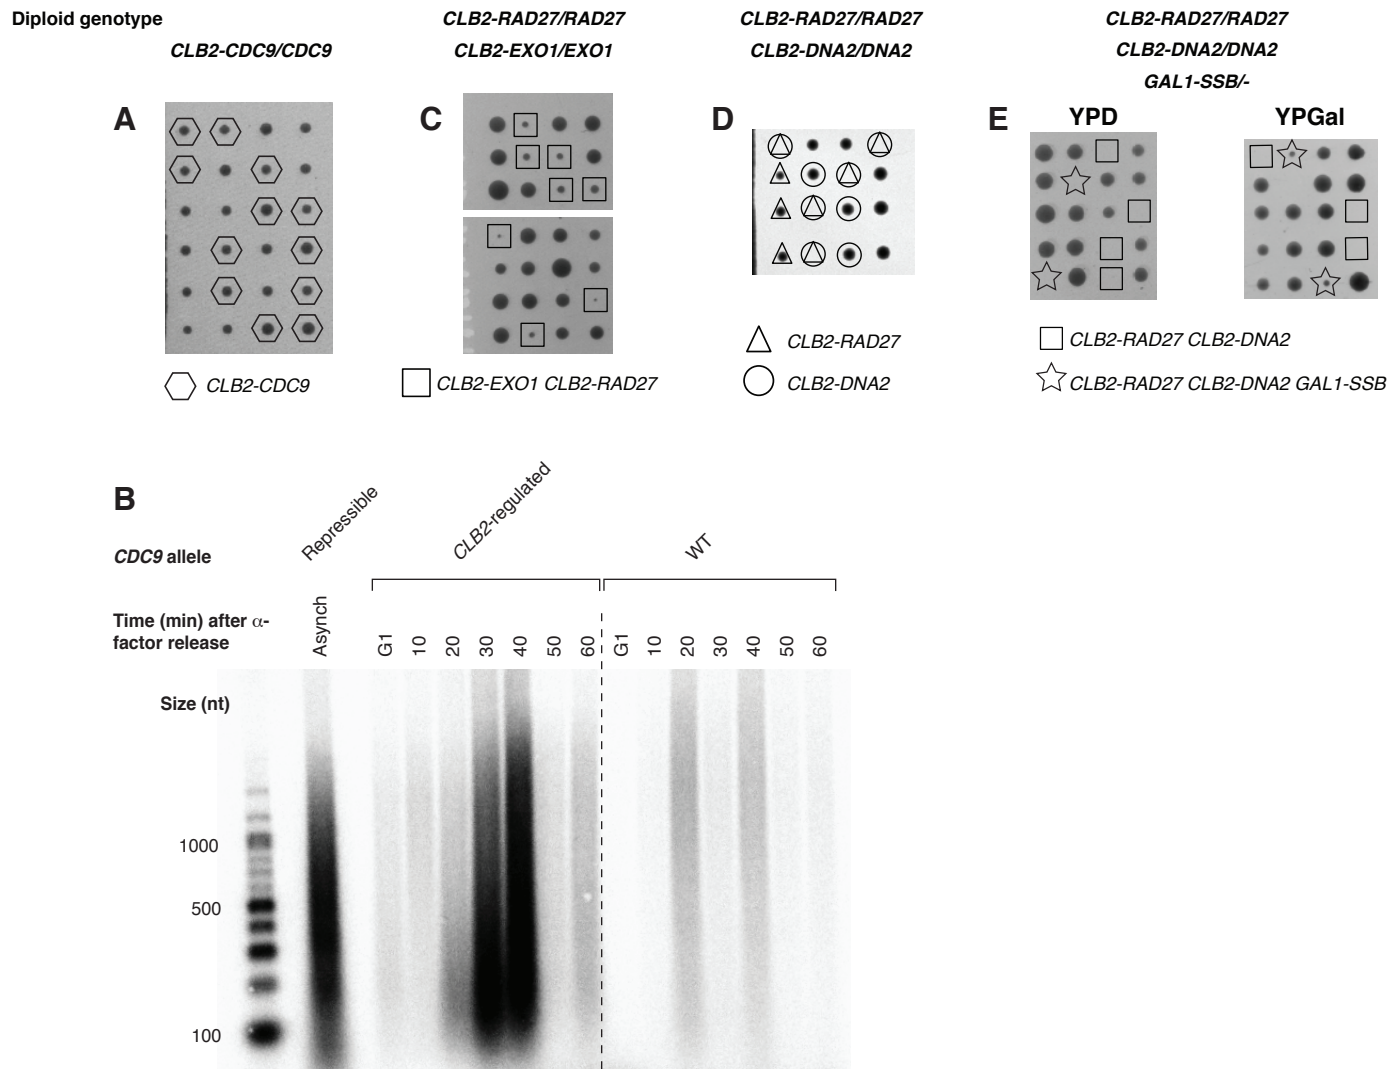 Diploid genotype
CLB2-CDC9/CDC9
CLB2-RAD27/RAD27
CLB2-EXO1/EXO1
CLB2-RAD27/RAD27
CLB2-DNA2/DNA2
CLB2-RAD27/RAD27
CLB2-DNA2/DNA2
GAL1-SSB/-
A
C
D
E
YPD
YPGal
CLB2-CDC9
CLB2-EXO1 CLB2-RAD27
CLB2-RAD27
CLB2-DNA2
CLB2-RAD27 CLB2-DNA2
CLB2-RAD27 CLB2-DNA2 GAL1-SSB
B
CDC9 allele
Repressible
CLB2-regulated
WT
Time (min) after α-
factor release
Asynch
G1 10 20 30 40 50 60
G1 10 20 30 40 50 60
Size (nt)
1000
500
100